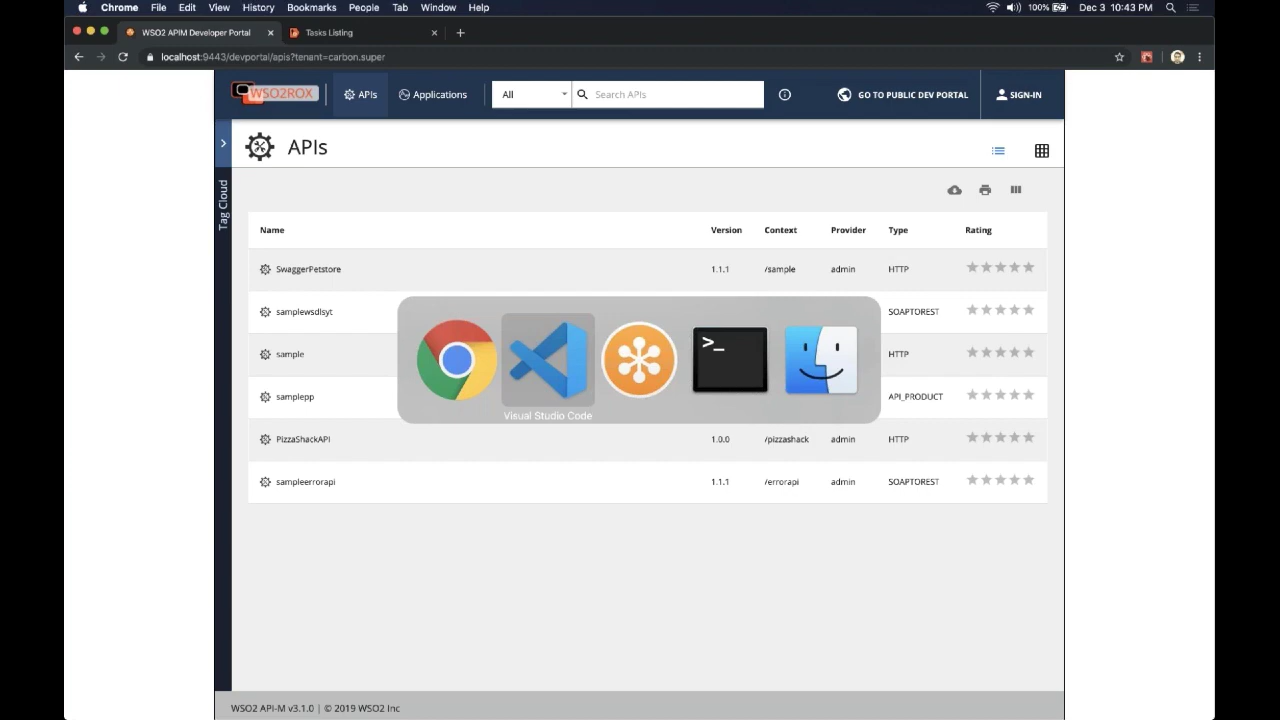 Chrome File Edit View History Bookmarks People Tab Window Help 100% Dec 3 10:43 PM
WSO2 APIM Developer Portal Tasks Listing
localhost:9443/devportal/apis?tenant=carbon.super
WSO2ROX APIs Applications All Search APIs GO TO PUBLIC DEV PORTAL SIGN-IN
APIs
Tag Cloud
Name Version Context Provider Type Rating
SwaggerPetstore 1.1.1 /sample admin HTTP
samplewsdlsyt SOAPTOREST
sample HTTP
samplepp API_PRODUCT
Visual Studio Code
PizzaShackAPI 1.0.0 /pizzashack admin HTTP
sampleerrorapi 1.1.1 /errorapi admin SOAPTOREST
WSO2 API-M v3.1.0 | © 2019 WSO2 Inc